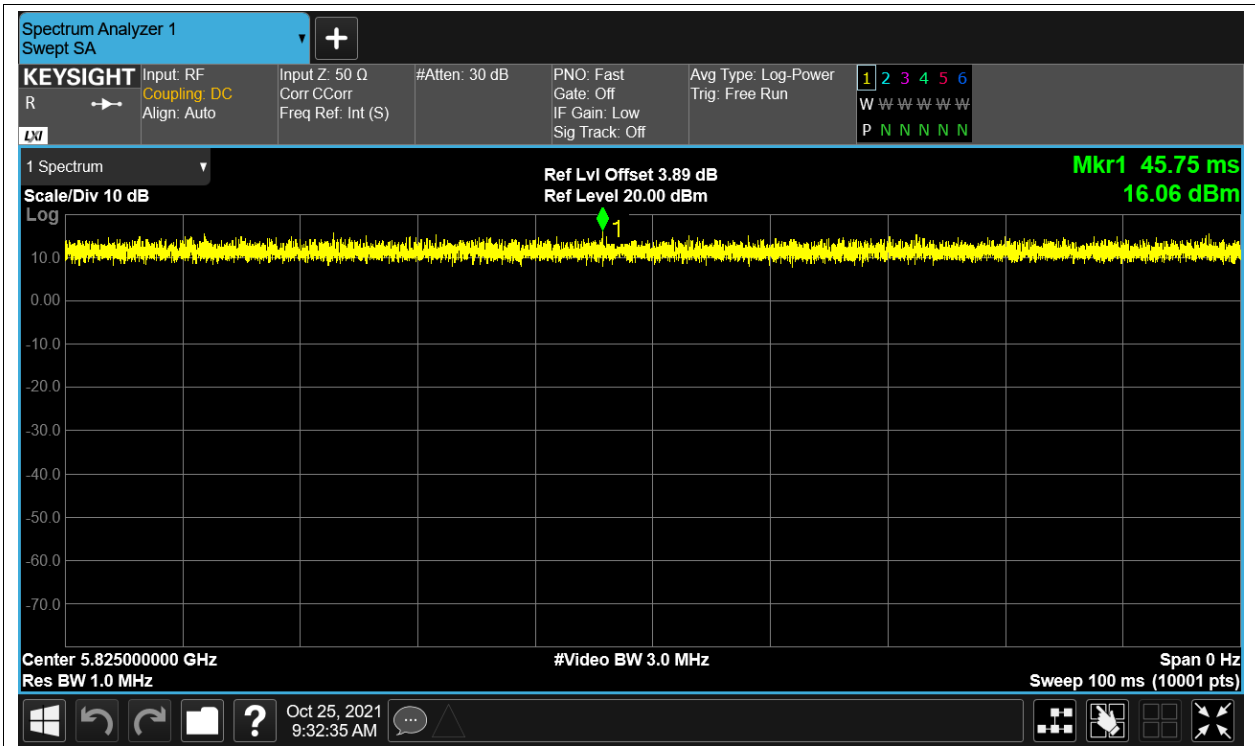 Spectrum Analyzer 1
Swept SA
KEYSIGHT
R
LXI
Input: RF
Coupling: DC
Align: Auto
Input Z: 50 Ω
Corr CCorr
Freq Ref: Int (S)
#Atten: 30 dB
PNO: Fast
Gate: Off
IF Gain: Low
Sig Track: Off
Avg Type: Log-Power
Trig: Free Run
1 2 3 4 5 6
W W W W W W
P N N N N N
1 Spectrum
Scale/Div 10 dB
Log
Ref Lvl Offset 3.89 dB
Ref Level 20.00 dBm
Mkr1 45.75 ms
16.06 dBm
1
10.0
0.00
-10.0
-20.0
-30.0
-40.0
-50.0
-60.0
-70.0
Center 5.825000000 GHz
Res BW 1.0 MHz
#Video BW 3.0 MHz
Span 0 Hz
Sweep 100 ms (10001 pts)
?
Oct 25, 2021
9:32:35 AM